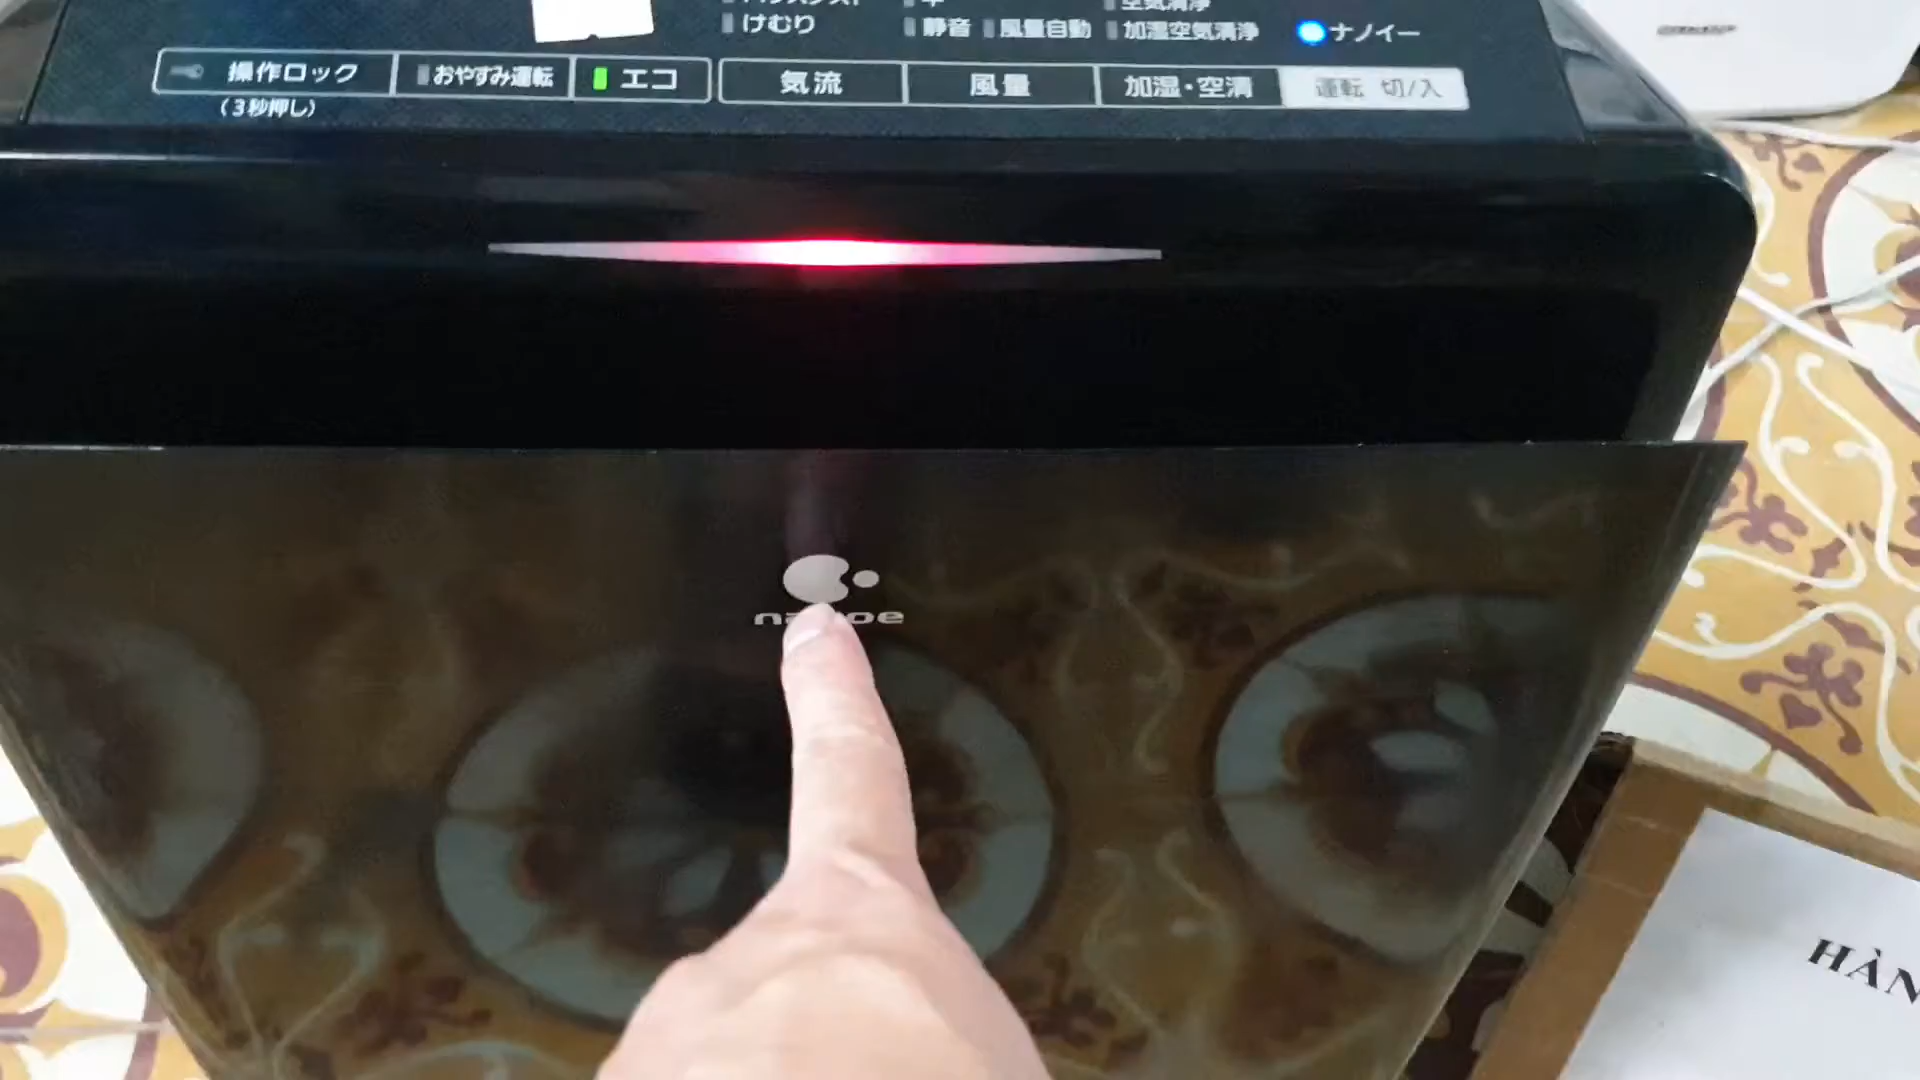 けむり
静音 風量自動 加湿空気清浄 ナノイー
操作ロック おやすみ運転 エコ 気流 風量 加湿・空清 運転 切/入
(3秒押し)
HÀN